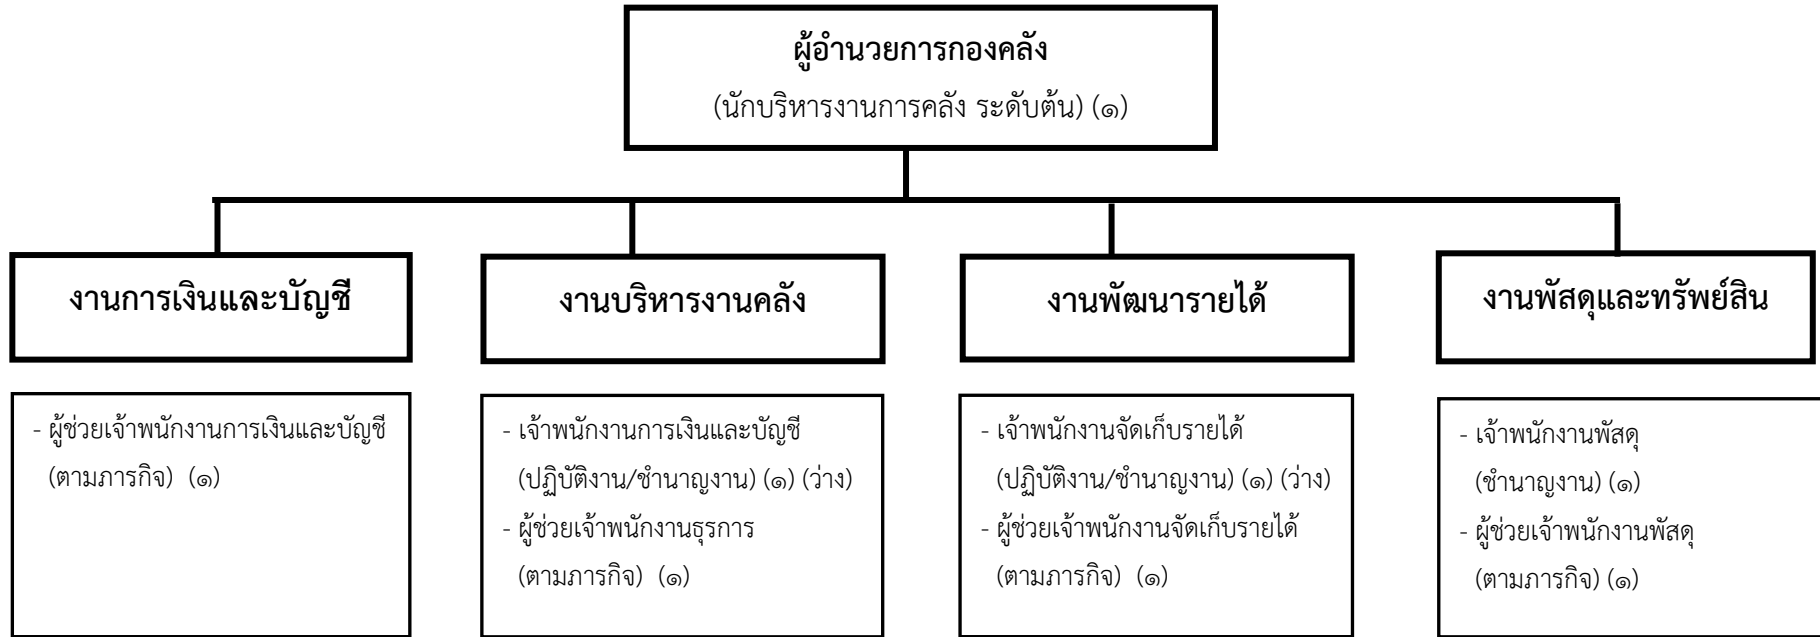 ผู้อำนวยการกองคลัง
(นักบริหารงานการคลัง ระดับต้น) (๑)
งานการเงินและบัญชี
- ผู้ช่วยเจ้าพนักงานการเงินและบัญชี
(ตามภารกิจ) (๑)
งานบริหารงานคลัง
- เจ้าพนักงานการเงินและบัญชี
(ปฏิบัติงาน/ชำนาญงาน) (๑) (ว่าง)
- ผู้ช่วยเจ้าพนักงานธุรการ
(ตามภารกิจ) (๑)
งานพัฒนารายได้
- เจ้าพนักงานจัดเก็บรายได้
(ปฏิบัติงาน/ชำนาญงาน) (๑) (ว่าง)
- ผู้ช่วยเจ้าพนักงานจัดเก็บรายได้
(ตามภารกิจ) (๑)
งานพัสดุและทรัพย์สิน
- เจ้าพนักงานพัสดุ
(ชำนาญงาน) (๑)
- ผู้ช่วยเจ้าพนักงานพัสดุ
(ตามภารกิจ) (๑)